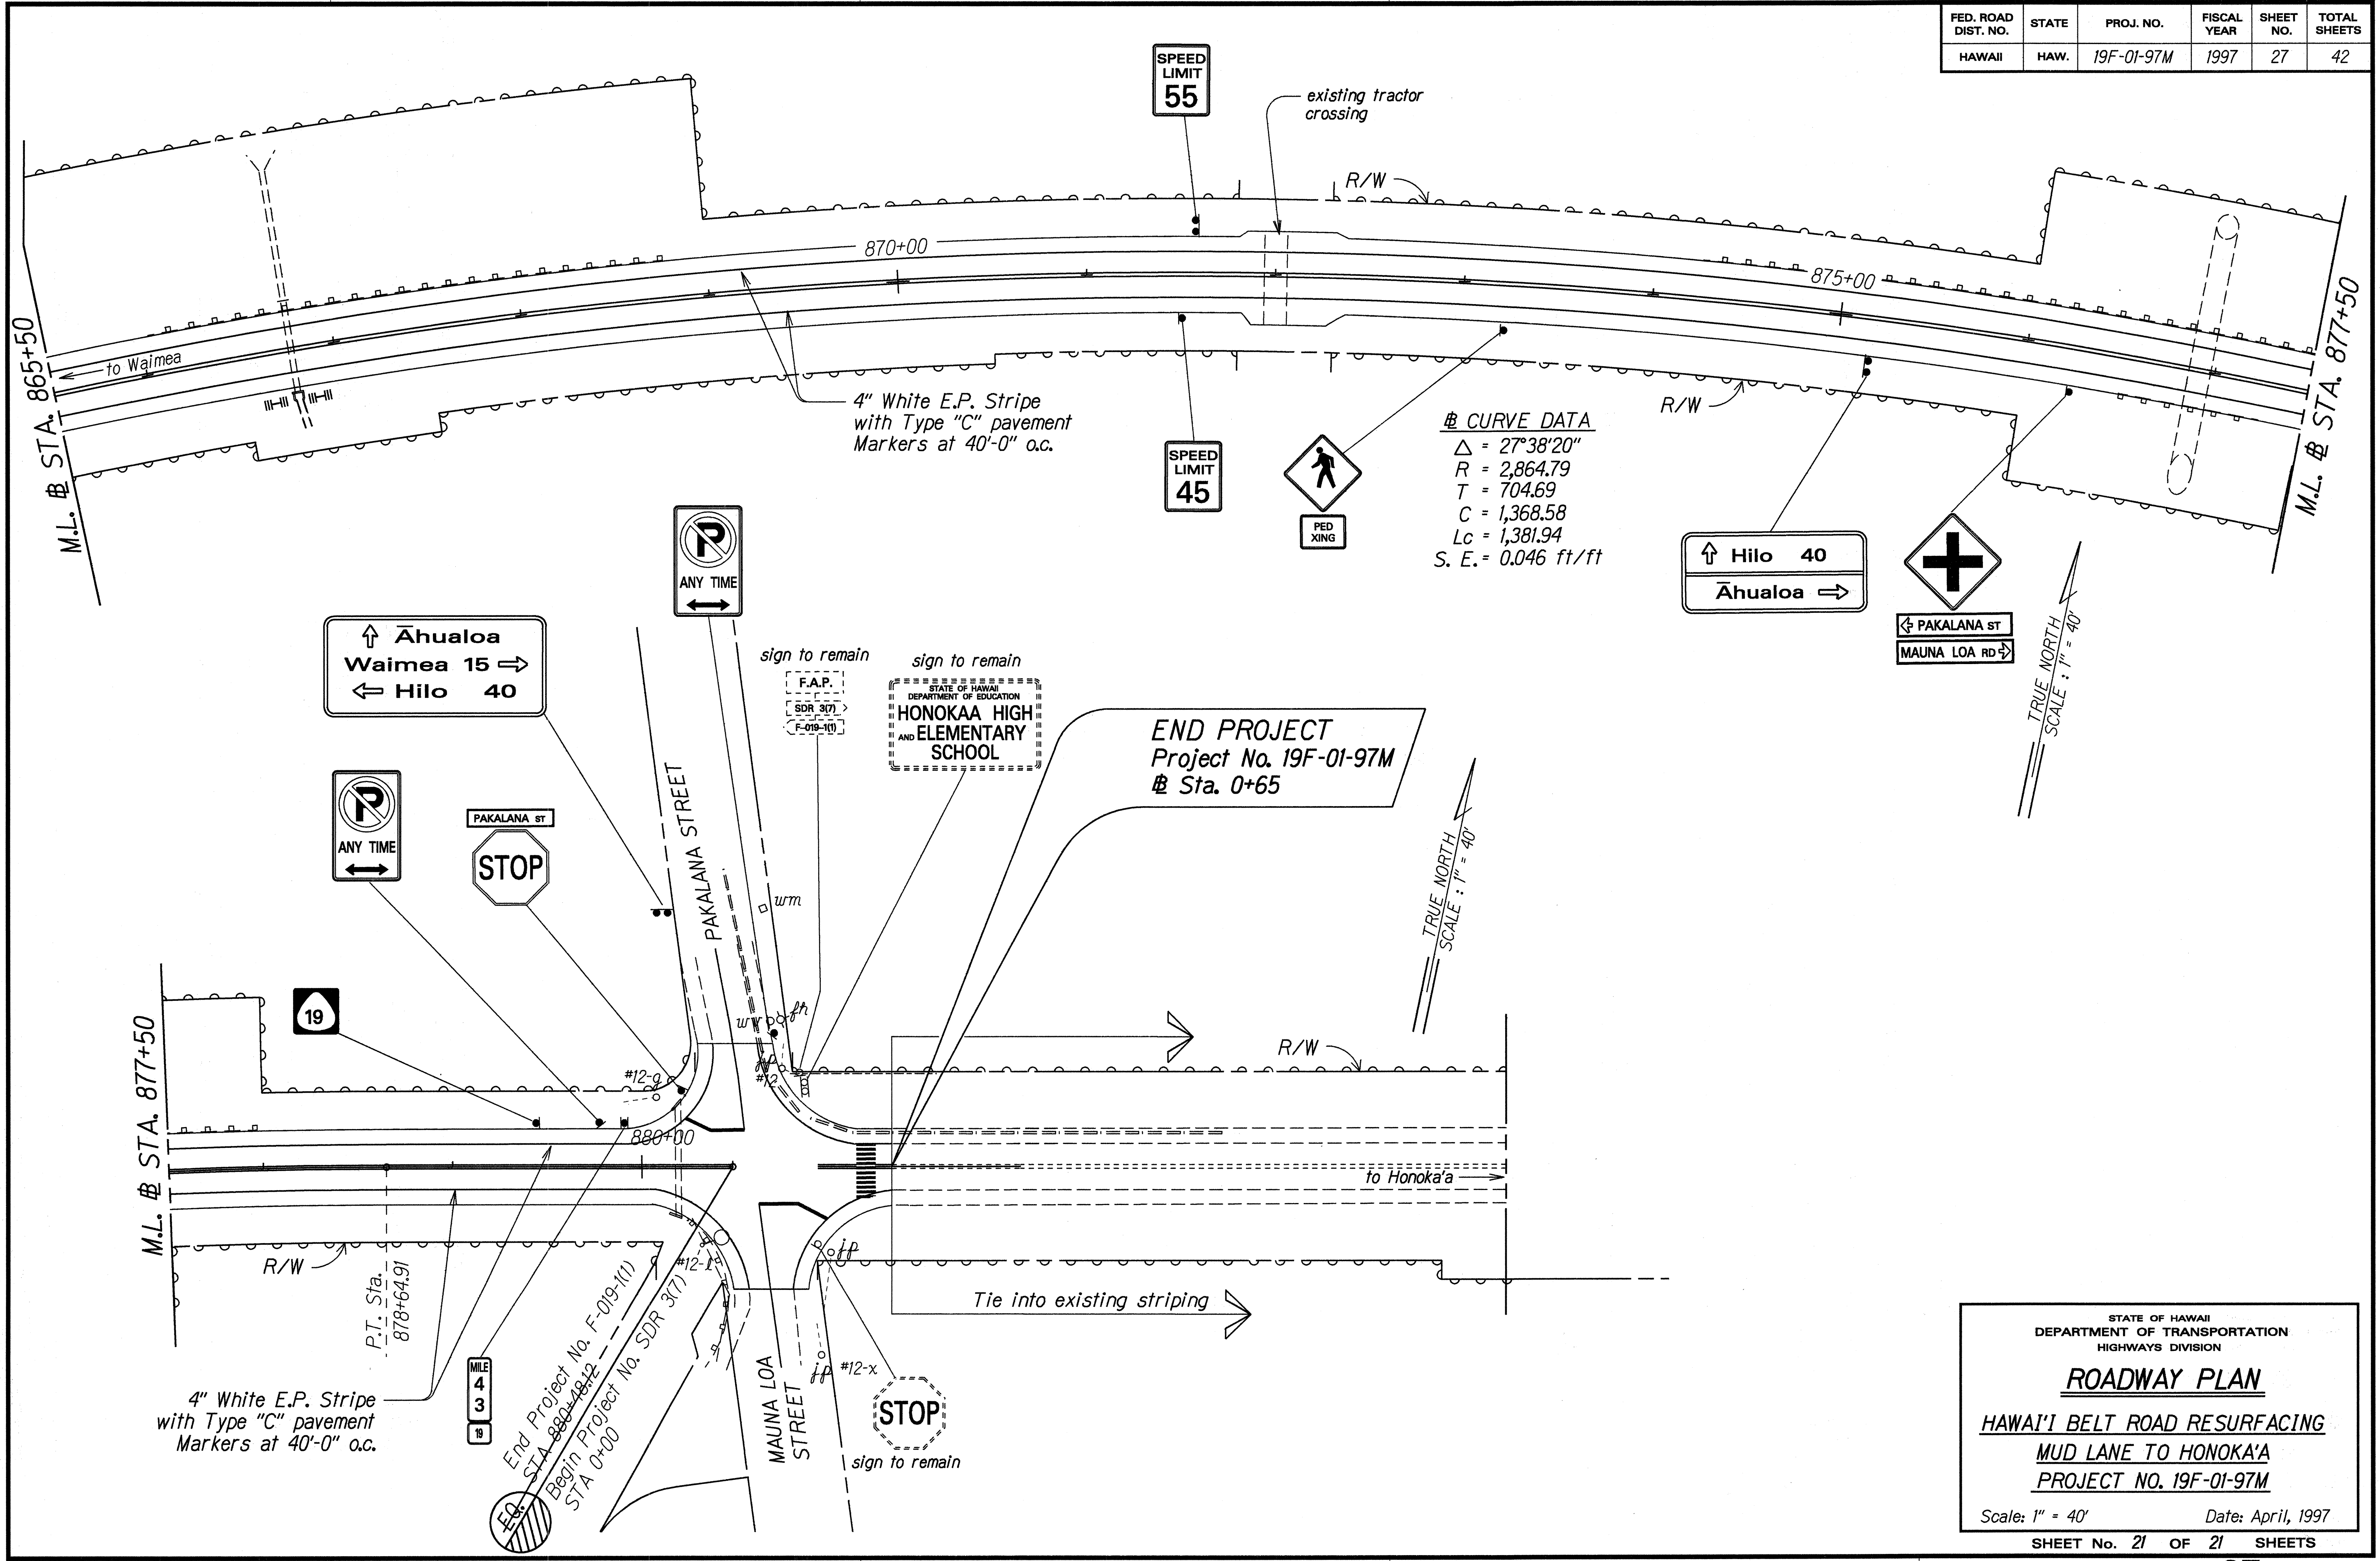 FED. ROAD DIST. NO.
STATE
PROJ. NO.
FISCAL YEAR
SHEET NO.
TOTAL SHEETS
HAWAII
HAW.
19F-01-97M
1997
27
42
SPEED
LIMIT
55
existing tractor
crossing
R/W
870+00
875+00
M.L. BL STA. 865+50
to Waimea
M.L. BL STA. 877+50
4" White E.P. Stripe
with Type "C" pavement
Markers at 40'-0" o.c.
SPEED
LIMIT
45
PED
XING
BL CURVE DATA
△ = 27°38'20"
R = 2,864.79
T = 704.69
C = 1,368.58
Lc = 1,381.94
S. E. = 0.046 ft/ft
R/W
Hilo 40
Āhualoa ⇨
PAKALANA ST
MAUNA LOA RD
TRUE NORTH
SCALE : 1" = 40'
P
ANY TIME
Āhualoa
Waimea 15 ⇨
⇦ Hilo 40
sign to remain
F.A.P.
SDR 3(7)
F-019-1(1)
sign to remain
STATE OF HAWAII
DEPARTMENT OF EDUCATION
HONOKAA HIGH
AND ELEMENTARY
SCHOOL
END PROJECT
Project No. 19F-01-97M
BL Sta. 0+65
P
ANY TIME
PAKALANA ST
STOP
PAKALANA STREET
wm
TRUE NORTH
SCALE : 1" = 40'
19
M.L. BL STA. 877+50
#12-g
wv
fh
jp
#12
R/W
880+00
to Honoka'a
R/W
P.T. Sta.
878+64.91
jp
Tie into existing striping
4" White E.P. Stripe
with Type "C" pavement
Markers at 40'-0" o.c.
MILE
4
3
19
End Project No. F-019-1(1)
STA 880+48.12
Begin Project No. SDR 3(7)
STA 0+00
EQ.
MAUNA LOA
STREET
jp #12-x
STOP
sign to remain
STATE OF HAWAII
DEPARTMENT OF TRANSPORTATION
HIGHWAYS DIVISION
ROADWAY PLAN
HAWAI'I BELT ROAD RESURFACING
MUD LANE TO HONOKA'A
PROJECT NO. 19F-01-97M
Scale: 1" = 40' Date: April, 1997
SHEET No. 21 OF 21 SHEETS